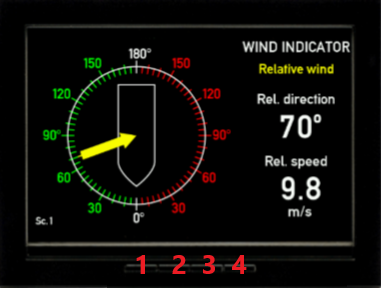 WIND INDICATOR
Relative wind
Rel. direction
70°
Rel. speed
9.8
m/s
180°
150 150
120 120
90° 90°
60 60
30 30
0°
Sc.1
1 2 3 4